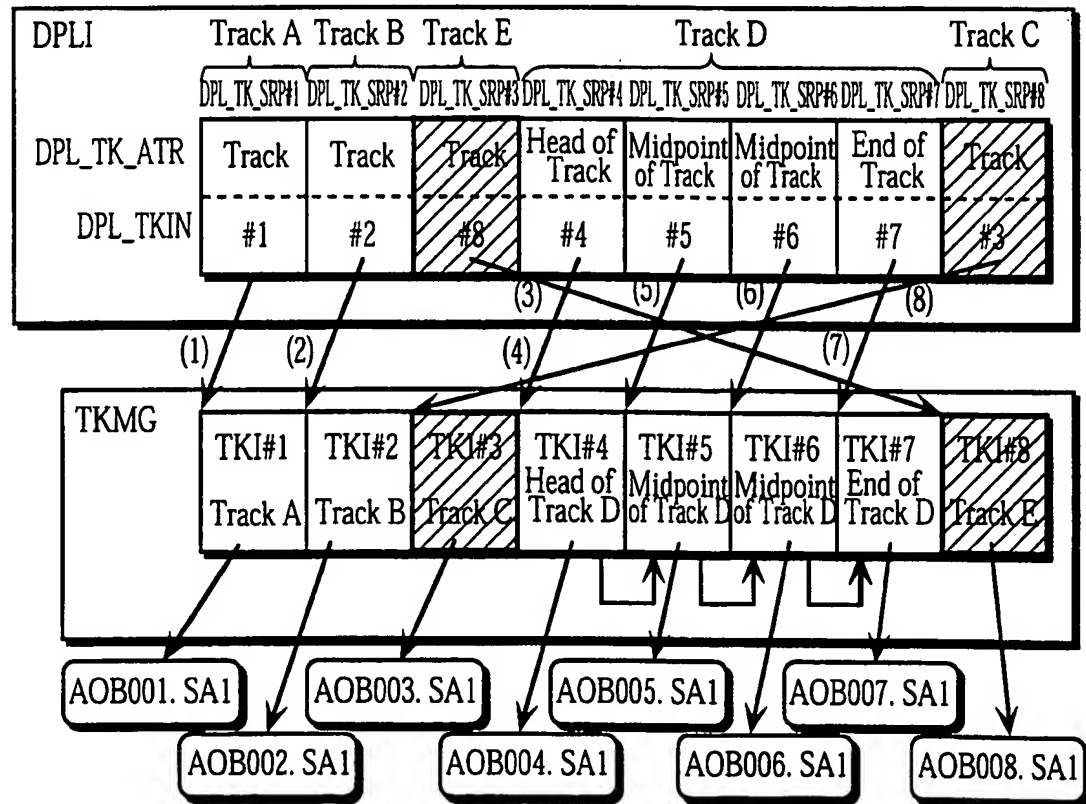 DPLI
Track A Track B Track E Track D Track C
DPL_TK_SRP#1 DPL_TK_SRP#2 DPL_TK_SRP#3 DPL_TK_SRP#4 DPL_TK_SRP#5 DPL_TK_SRP#6 DPL_TK_SRP#7 DPL_TK_SRP#8
DPL_TK_ATR
Track
Track
Track
Head of
Track
Midpoint
of Track
Midpoint
of Track
End of
Track
Track
DPL_TKIN
#1 #2 #8 #4 #5 #6 #7 #3
(3) (5) (6) (8)
(1) (2) (4) (7)
TKMG
TKI#1 TKI#2 TKI#3 TKI#4 TKI#5 TKI#6 TKI#7 TKI#8
Track A
Track B
Track C
Head of
Track D
Midpoint
of Track D
Midpoint
of Track D
End of
Track D
Track E
AOB001. SA1 AOB003. SA1 AOB005. SA1 AOB007. SA1
AOB002. SA1 AOB004. SA1 AOB006. SA1 AOB008. SA1